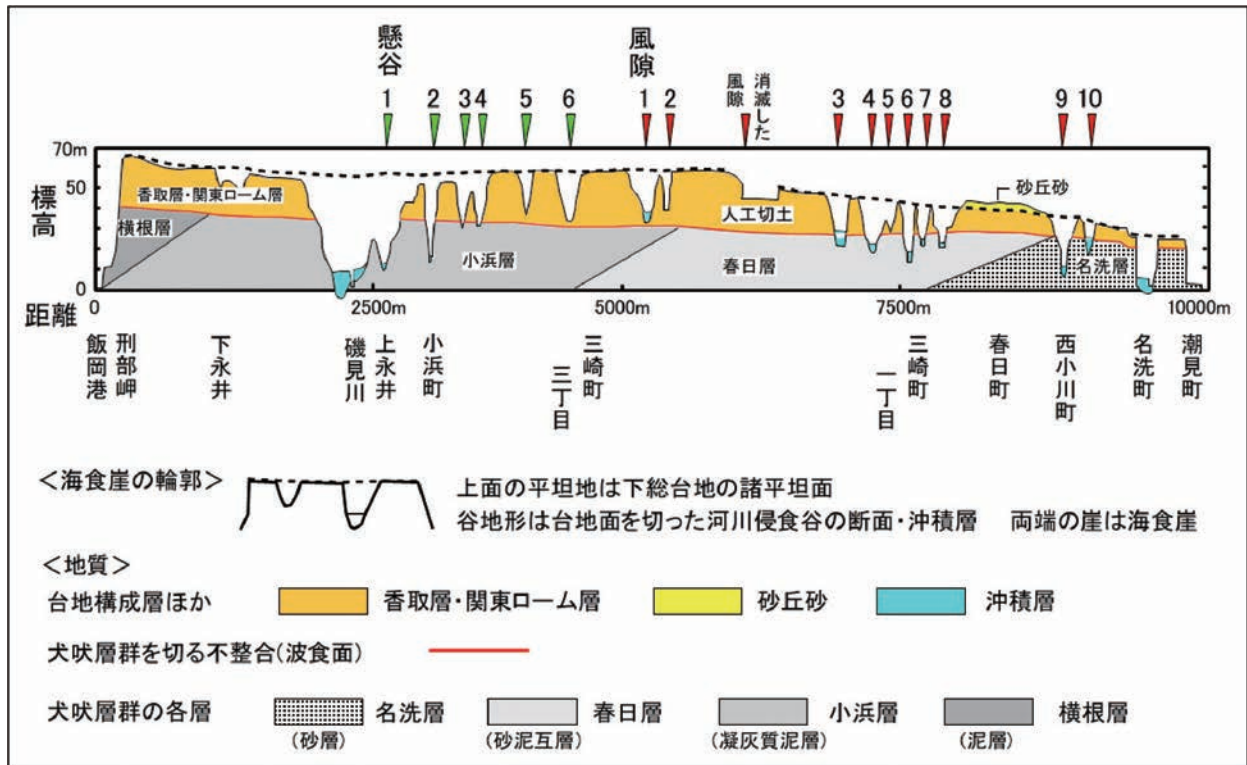 懸谷
風隙
消滅した
風隙
1 2 3 4 5 6 1 2 3 4 5 6 7 8 9 10
70m
50
0
標高
香取層・関東ローム層
横根層
小浜層
人工切土
春日層
砂丘砂
名洗層
0 2500m 5000m 7500m 10000m
距離
飯岡港
刑部岬
下永井
磯見川
上永井
小浜町
三崎町
三丁目
三崎町
一丁目
春日町
西小川町
名洗町
潮見町
<海食崖の輪郭>
上面の平坦地は下総台地の諸平坦面
谷地形は台地面を切った河川侵食谷の断面・沖積層 両端の崖は海食崖
<地質>
台地構成層ほか 香取層・関東ローム層 砂丘砂 沖積層
犬吠層群を切る不整合(波食面)
犬吠層群の各層 名洗層 春日層 小浜層 横根層
(砂層) (砂泥互層) (凝灰質泥層) (泥層)